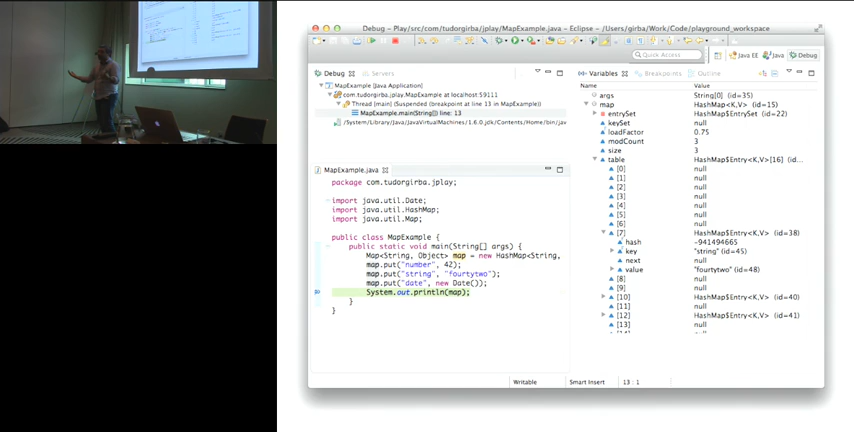 Debug - Play/src/com/tudorgirba/jplay/MapExample.java - Eclipse - /Users/girba/Work/Code/playground_workspace
Quick Access
Java EE
Java
Debug
Debug
Servers
MapExample [Java Application]
com.tudorgirba.jplay.MapExample at localhost:59111
Thread [main] (Suspended (breakpoint at line 13 in MapExample))
MapExample.main(String[]) line: 13
/System/Library/Java/JavaVirtualMachines/1.6.0.jdk/Contents/Home/bin/jav
MapExample.java
package com.tudorgirba.jplay;
import java.util.Date;
import java.util.HashMap;
import java.util.Map;
public class MapExample {
public static void main(String[] args) {
Map<String, Object> map = new HashMap<String,
map.put("number", 42);
map.put("string", "fourtytwo");
map.put("date", new Date());
System.out.println(map);
}
}
Variables
Breakpoints
Outline
Name Value
args String[0] (id=35)
map HashMap<K,V> (id=15)
entrySet HashMap$EntrySet (id=22)
keySet null
loadFactor 0.75
modCount 3
size 3
table HashMap$Entry<K,V>[16] (id...
[0] null
[1] null
[2] null
[3] null
[4] null
[5] null
[6] null
[7] HashMap$Entry<K,V> (id=38)
hash -941494665
key "string" (id=45)
next null
value "fourtytwo" (id=48)
[8] null
[9] null
[10] HashMap$Entry<K,V> (id=40)
[11] null
[12] HashMap$Entry<K,V> (id=41)
[13] null
Writable Smart Insert 13 : 1